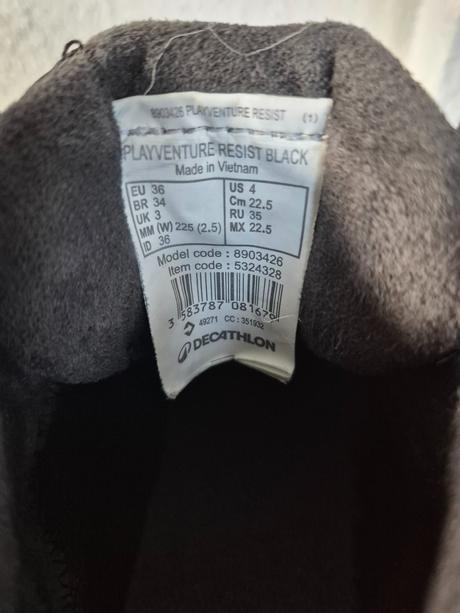 8903426 PLAYVENTURE RESIST (1)
PLAYVENTURE RESIST BLACK
Made in Vietnam
EU 36 US 4
BR 34 Cm 22.5
UK 3 RU 35
MM (W) 225 (2.5) MX 22.5
ID 36
Model code : 8903426
Item code : 5324328
3 583787 081679
49271 CC : 351932
DECATHLON